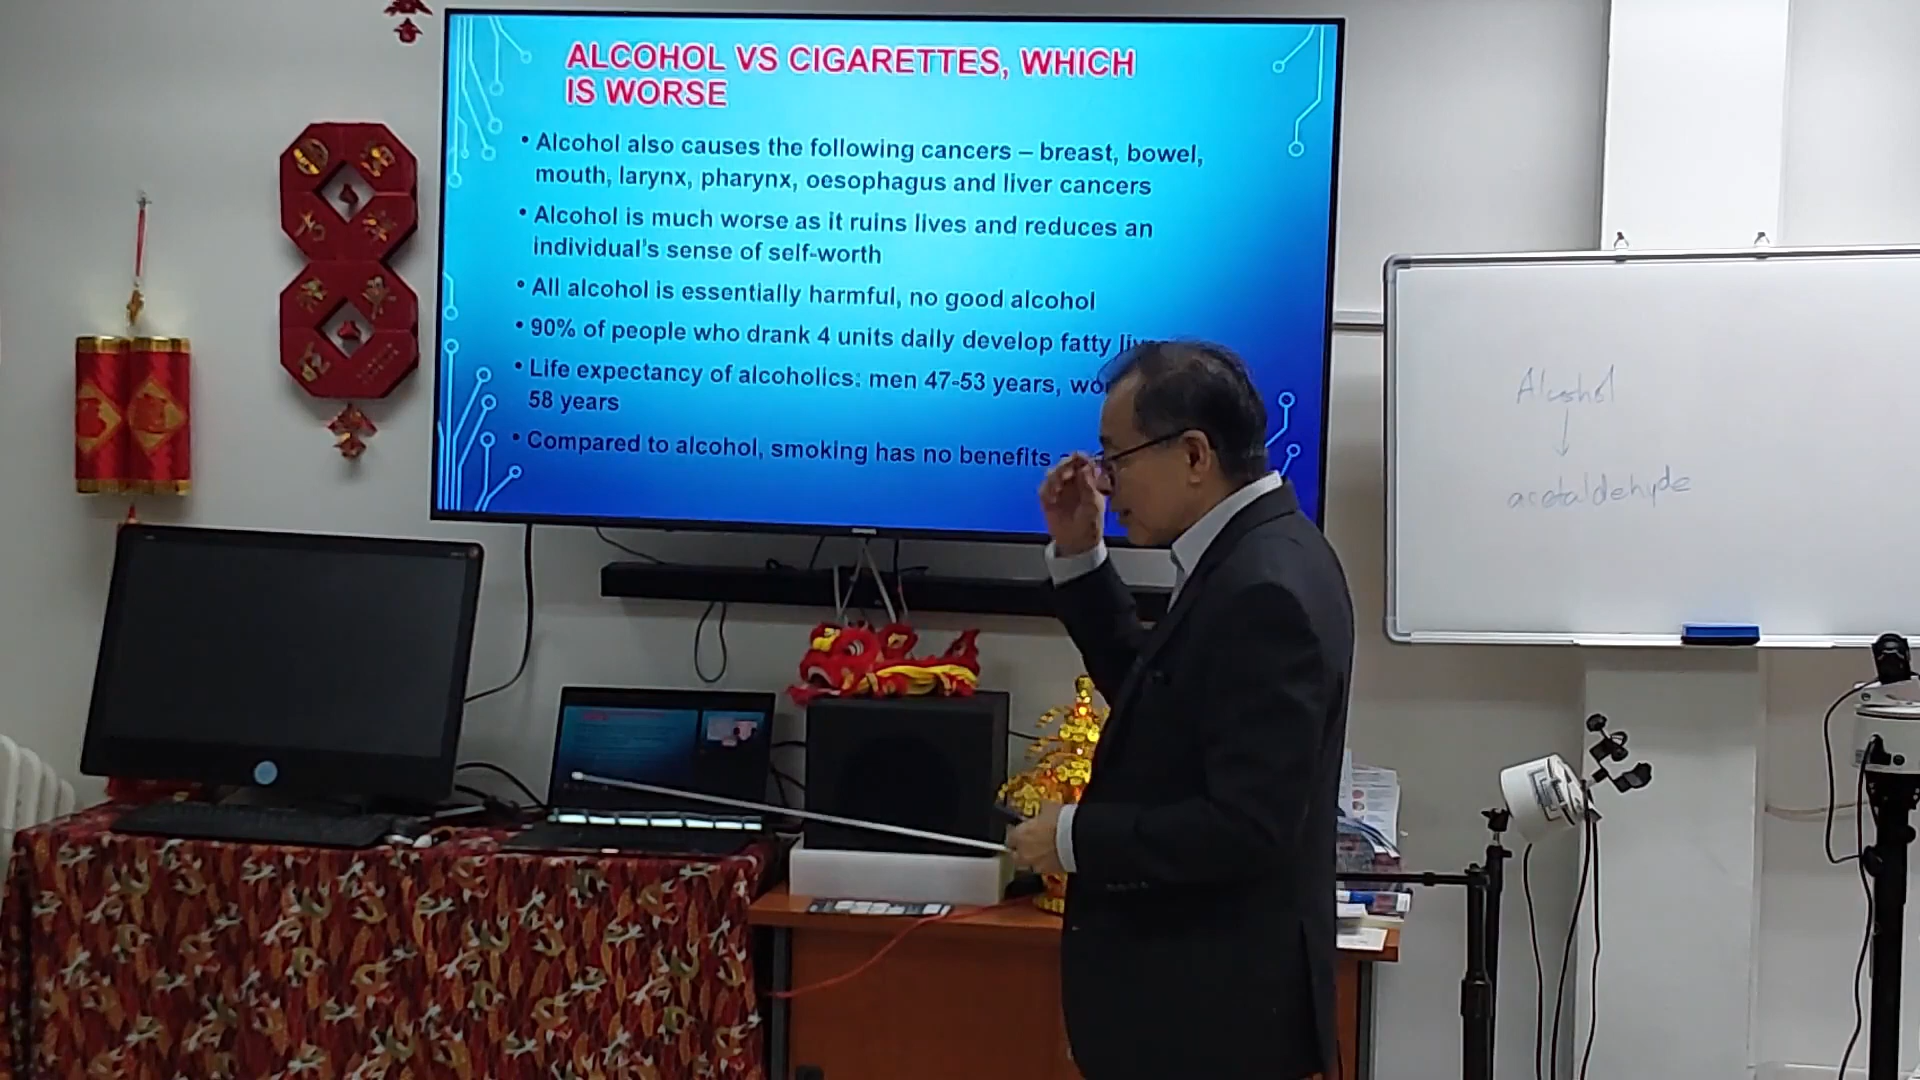 ALCOHOL VS CIGARETTES, WHICH
IS WORSE
• Alcohol also causes the following cancers – breast, bowel,
mouth, larynx, pharynx, oesophagus and liver cancers
• Alcohol is much worse as it ruins lives and reduces an
individual's sense of self-worth
• All alcohol is essentially harmful, no good alcohol
• 90% of people who drank 4 units daily develop fatty
• Life expectancy of alcoholics: men 47-53 years,
58 years
• Compared to alcohol, smoking has no benefits
Alcohol
↓
acetaldehyde